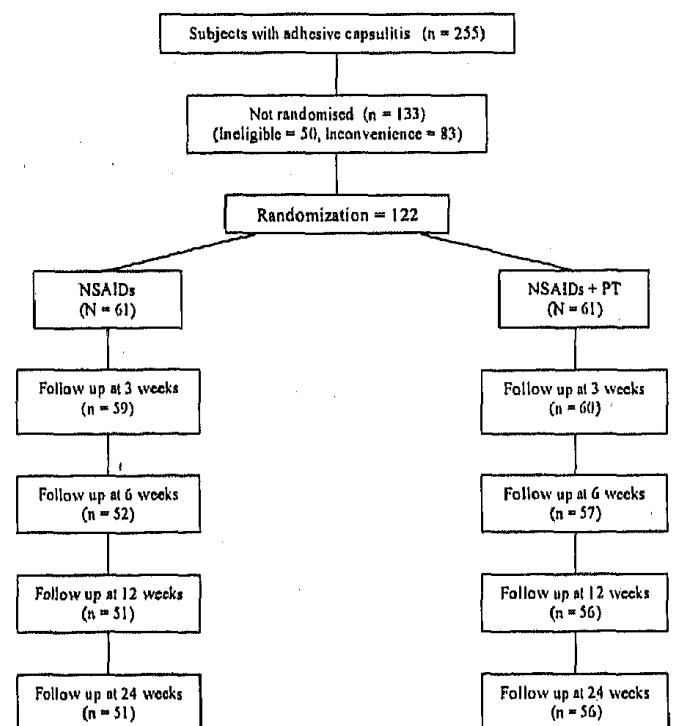 Subjects with adhesive capsulitis (n = 255)
Not randomised (n = 133)
(Ineligible = 50, Inconvenience = 83)
Randomization = 122
NSAIDs
(N = 61)
Follow up at 3 weeks
(n = 59)
Follow up at 6 weeks
(n = 52)
Follow up at 12 weeks
(n = 51)
Follow up at 24 weeks
(n = 51)
NSAIDs + PT
(N = 61)
Follow up at 3 weeks
(n = 60)
Follow up at 6 weeks
(n = 57)
Follow up at 12 weeks
(n = 56)
Follow up at 24 weeks
(n = 56)